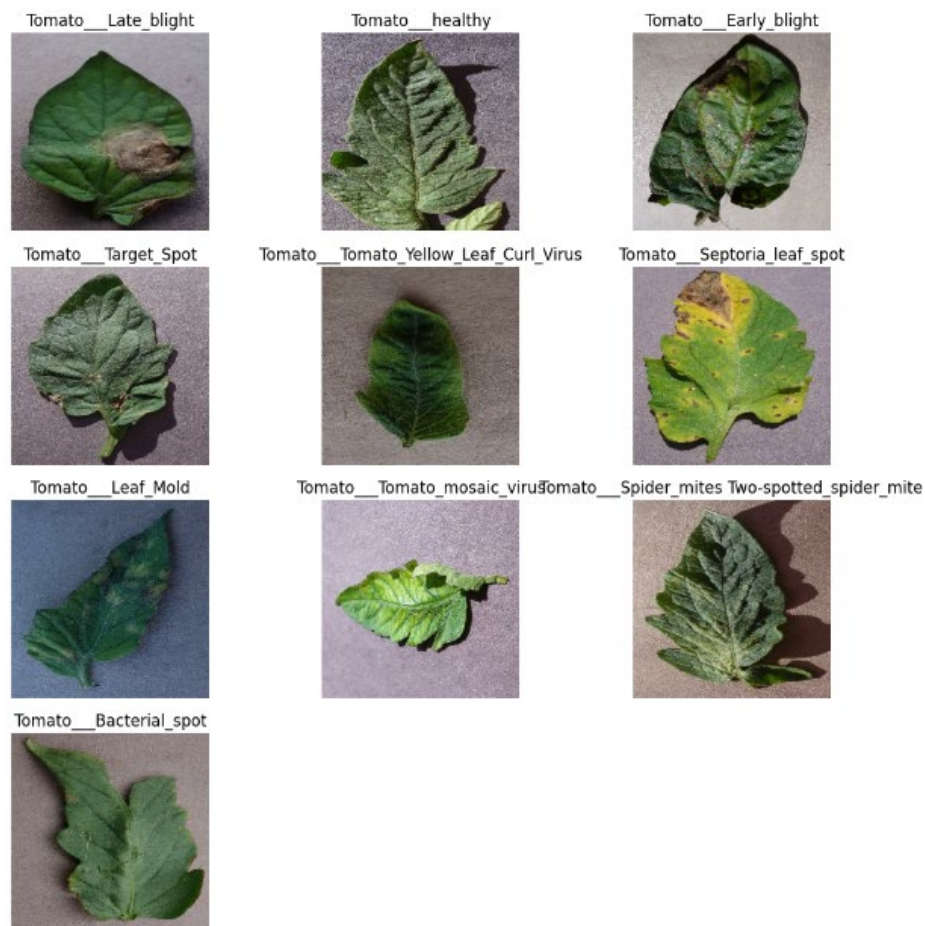 Tomato___Late_blight
Tomato___healthy
Tomato___Early_blight
Tomato___Target_Spot
Tomato___Tomato_Yellow_Leaf_Curl_Virus
Tomato___Septoria_leaf_spot
Tomato___Leaf_Mold
Tomato___Tomato_mosaic_virus
Tomato___Spider_mites Two-spotted_spider_mite
Tomato___Bacterial_spot